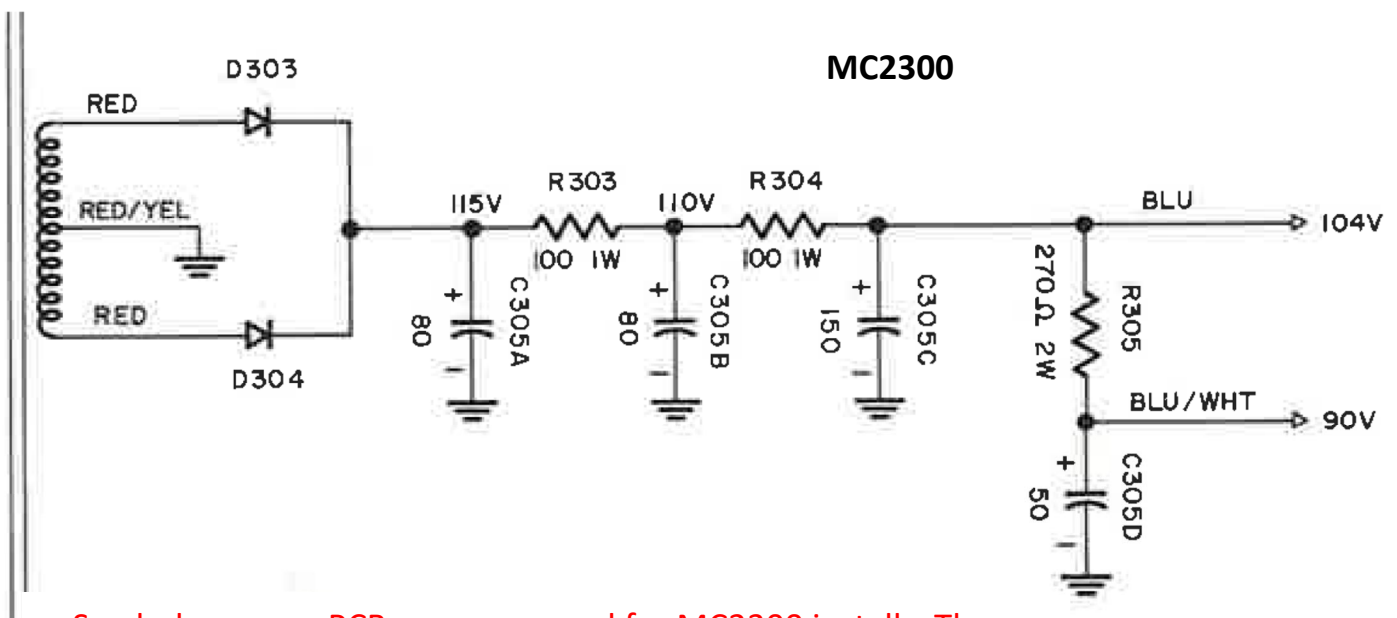 MC2300
D303
RED
RED/YEL
RED
D304
115V
R303
100 1W
110V
R304
100 1W
BLU
104V
+
80
C305A
-
+
80
C305B
-
+
150
C305C
-
270Ω 2W
R305
BLU/WHT
90V
+
50
C305D
-